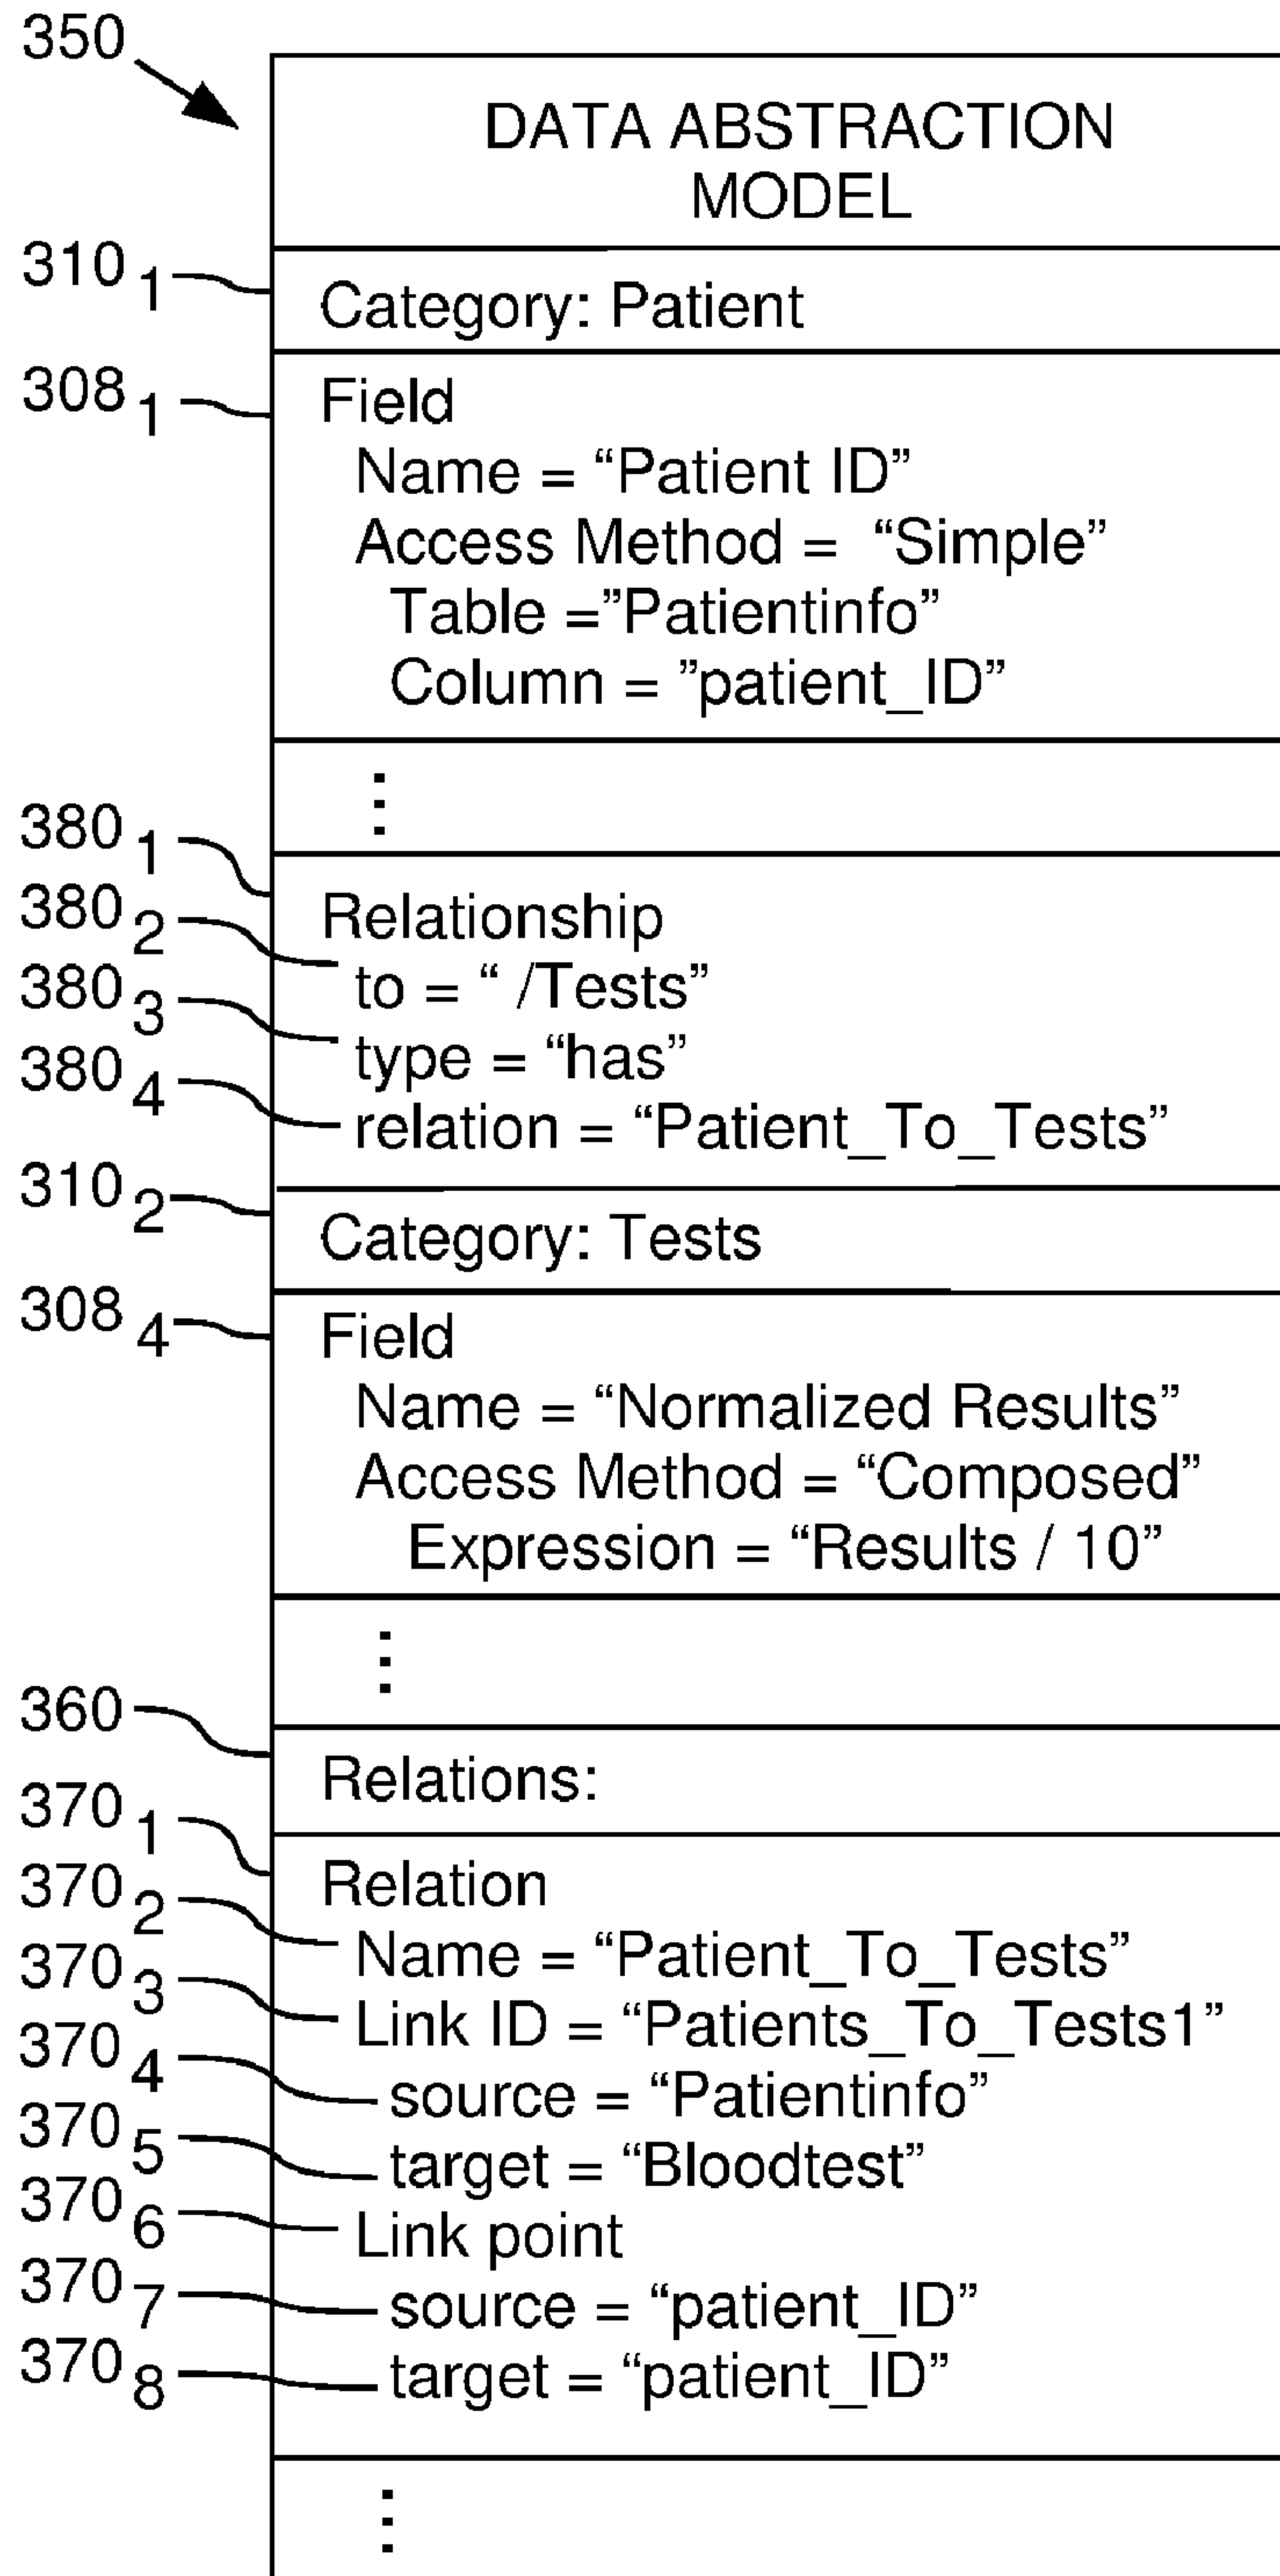 350
DATA ABSTRACTION
MODEL
310 1
Category: Patient
308 1
Field
Name = “Patient ID”
Access Method =  “Simple”
Table =”Patientinfo”
Column = ”patient_ID”
380 1
380 2
Relationship
380 3
to = “ /Tests”
type = “has”
380 4
relation = “Patient_To_Tests”
310 2
Category: Tests
308 4
Field
Name = “Normalized Results”
Access Method = “Composed”
Expression = “Results / 10”
360
Relations:
370 1
Relation
370 2
Name = “Patient_To_Tests”
370 3
Link ID = “Patients_To_Tests1”
370 4
source = “Patientinfo”
370 5
target = “Bloodtest”
370 6
Link point
370 7
source = “patient_ID”
370 8
target = “patient_ID”